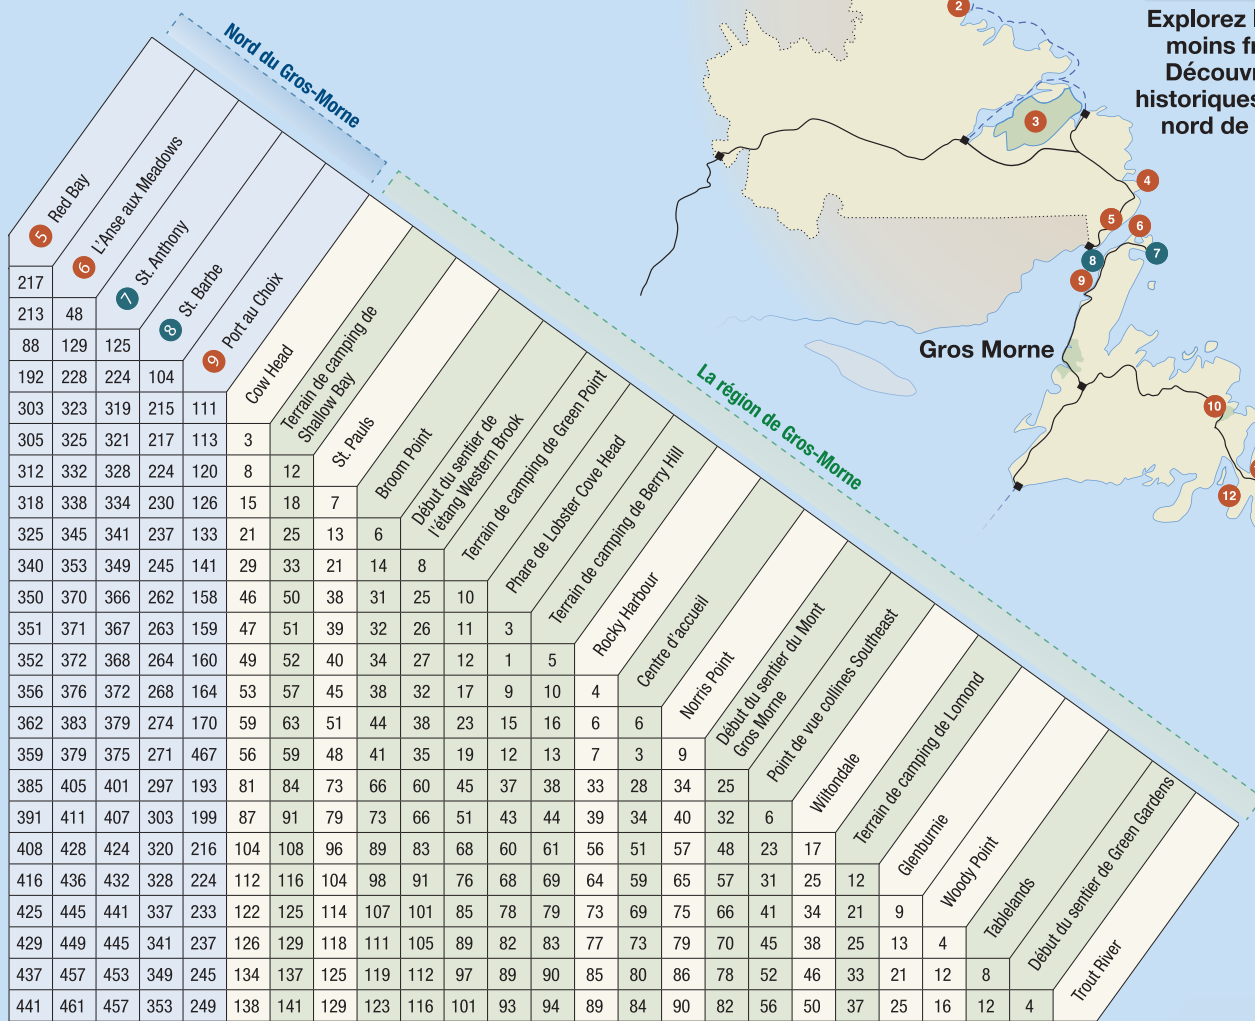 Nord du Gros-Morne
La région de Gros-Morne
5 Red Bay
6 L'Anse aux Meadows
7 St. Anthony
8 St. Barbe
9 Port au Choix
Cow Head
Terrain de camping de
Shallow Bay
St. Pauls
Broom Point
Début du sentier de
l'étang Western Brook
Terrain de camping de Green Point
Phare de Lobster Cove Head
Terrain de camping de Berry Hill
Rocky Harbour
Centre d'accueil
Norris Point
Début du sentier du Mont
Gros Morne
Point de vue collines Southeast
Wiltondale
Terrain de camping de Lomond
Glenburnie
Woody Point
Tablelands
Début du sentier de Green Gardens
Trout River
217
213 48
88 129 125
192 228 224 104
303 323 319 215 111
305 325 321 217 113 3
312 332 328 224 120 8 12
318 338 334 230 126 15 18 7
325 345 341 237 133 21 25 13 6
340 353 349 245 141 29 33 21 14 8
350 370 366 262 158 46 50 38 31 25 10
351 371 367 263 159 47 51 39 32 26 11 3
352 372 368 264 160 49 52 40 34 27 12 1 5
356 376 372 268 164 53 57 45 38 32 17 9 10 4
362 383 379 274 170 59 63 51 44 38 23 15 16 6 6
359 379 375 271 467 56 59 48 41 35 19 12 13 7 3 9
385 405 401 297 193 81 84 73 66 60 45 37 38 33 28 34 25
391 411 407 303 199 87 91 79 73 66 51 43 44 39 34 40 32 6
408 428 424 320 216 104 108 96 89 83 68 60 61 56 51 57 48 23 17
416 436 432 328 224 112 116 104 98 91 76 68 69 64 59 65 57 31 25 12
425 445 441 337 233 122 125 114 107 101 85 78 79 73 69 75 66 41 34 21 9
429 449 445 341 237 126 129 118 111 105 89 82 83 77 73 79 70 45 38 25 13 4
437 457 453 349 245 134 137 125 119 112 97 89 90 85 80 86 78 52 46 33 21 12 8
441 461 457 353 249 138 141 129 123 116 101 93 94 89 84 90 82 56 50 37 25 16 12 4
Explorez
moins
Découv
historiques
nord de
2
3
4
5
6
7
8
9
Gros Morne
10
12